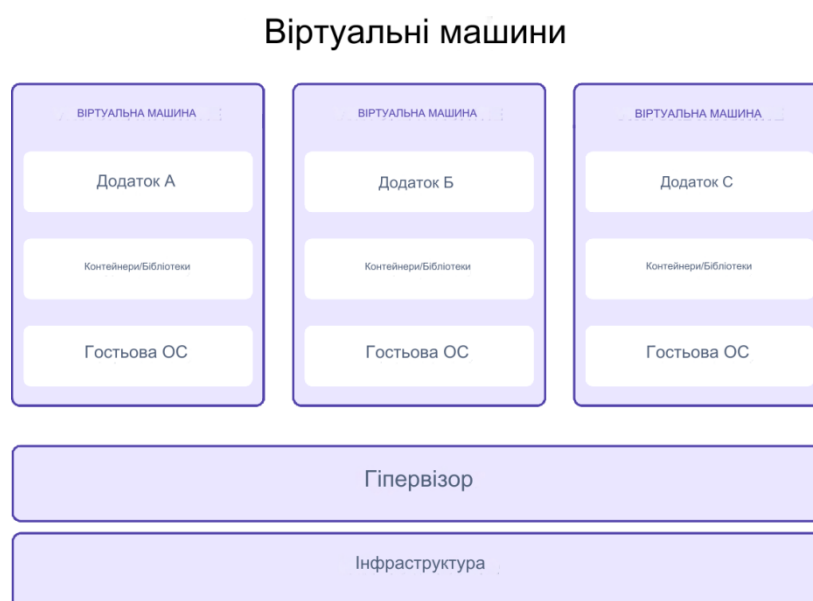 Віртуальні машини
ВІРТУАЛЬНА МАШИНА
ВІРТУАЛЬНА МАШИНА
ВІРТУАЛЬНА МАШИНА
Додаток А
Додаток Б
Додаток С
Контейнери/Бібліотеки
Контейнери/Бібліотеки
Контейнери/Бібліотеки
Гостьова ОС
Гостьова ОС
Гостьова ОС
Гіпервізор
Інфраструктура